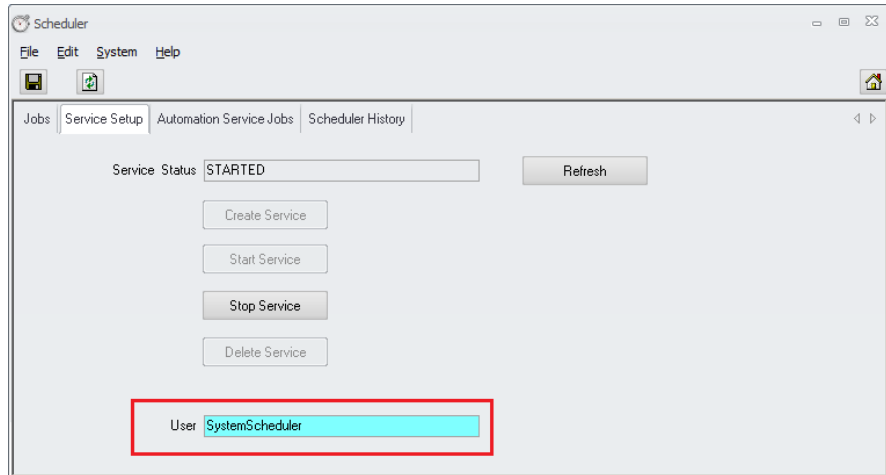 Scheduler
File Edit System Help
Jobs Service Setup Automation Service Jobs Scheduler History
Service Status STARTED Refresh
Create Service
Start Service
Stop Service
Delete Service
User SystemScheduler